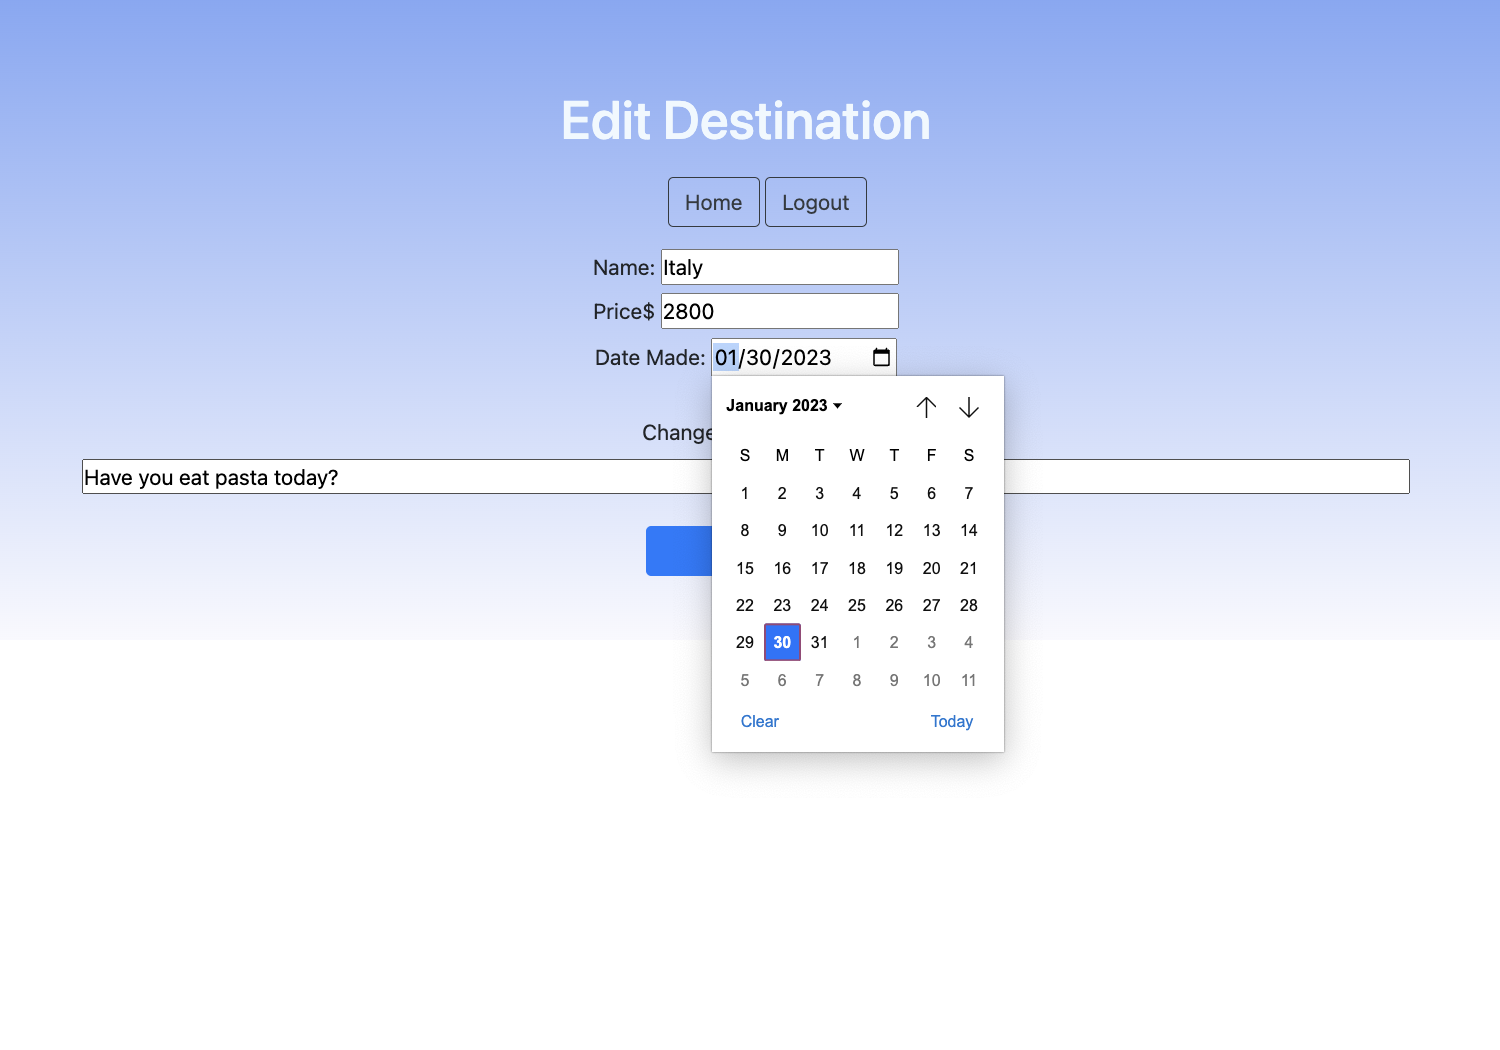 Edit Destination
Home Logout
Name: Italy
Price$ 2800
Date Made: 01/30/2023
January 2023
Change
S M T W T F S
Have you eat pasta today?
1 2 3 4 5 6 7
8 9 10 11 12 13 14
15 16 17 18 19 20 21
22 23 24 25 26 27 28
29 30 31 1 2 3 4
5 6 7 8 9 10 11
Clear Today